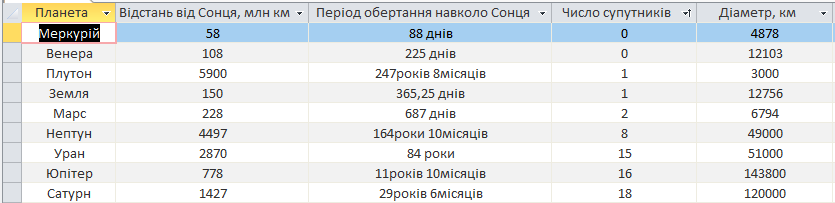 Планета Відстань від Сонця, млн км Період обертання навколо Сонця Число супутників Діаметр, км
Меркурій 58 88 днів 0 4878
Венера 108 225 днів 0 12103
Плутон 5900 247років 8місяців 1 3000
Земля 150 365,25 днів 1 12756
Марс 228 687 днів 2 6794
Нептун 4497 164роки 10місяців 8 49000
Уран 2870 84 роки 15 51000
Юпітер 778 11років 10місяців 16 143800
Сатурн 1427 29років 6місяців 18 120000